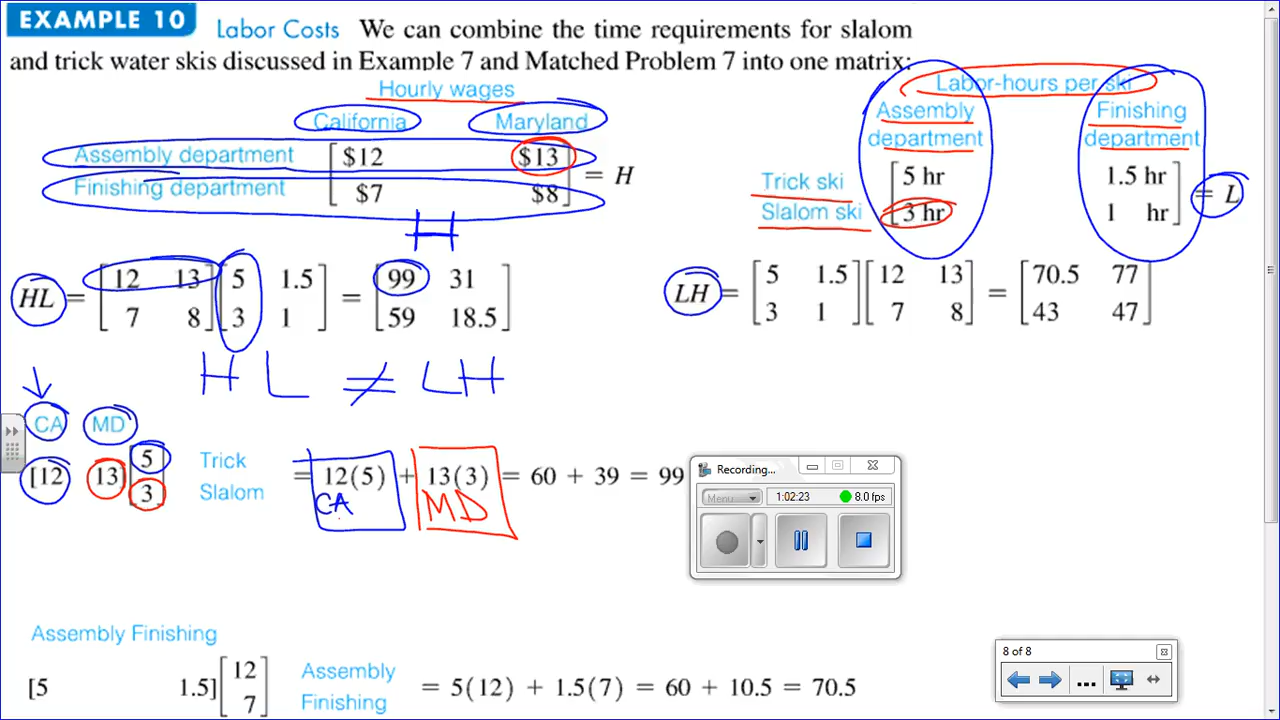 EXAMPLE 10 Labor Costs We can combine the time requirements for slalom
and trick water skis discussed in Example 7 and Matched Problem 7 into one matrix:
Hourly wages
California Maryland
Assembly department [ $12 $13 ]
Finishing department [ $7 $8 ] = H
Labor-hours per ski
Assembly department Finishing department
Trick ski [ 5 hr 1.5 hr ]
Slalom ski [ 3 hr 1 hr ] = L
H
HL = [ 12 13 ] [ 5 1.5 ] = [ 99 31 ]
[ 7 8 ] [ 3 1 ] [ 59 18.5 ]
LH = [ 5 1.5 ] [ 12 13 ] = [ 70.5 77 ]
[ 3 1 ] [ 7 8 ] [ 43 47 ]
H L ≠ LH
CA MD
[12 13] [ 5 ] Trick
[ 3 ] Slalom
= 12(5) + 13(3) = 60 + 39 = 99
CA MD
Recording...
Menu 1:02:23 8.0 fps
Assembly Finishing
[5 1.5] [ 12 ] Assembly
[ 7 ] Finishing
= 5(12) + 1.5(7) = 60 + 10.5 = 70.5
8 of 8
...